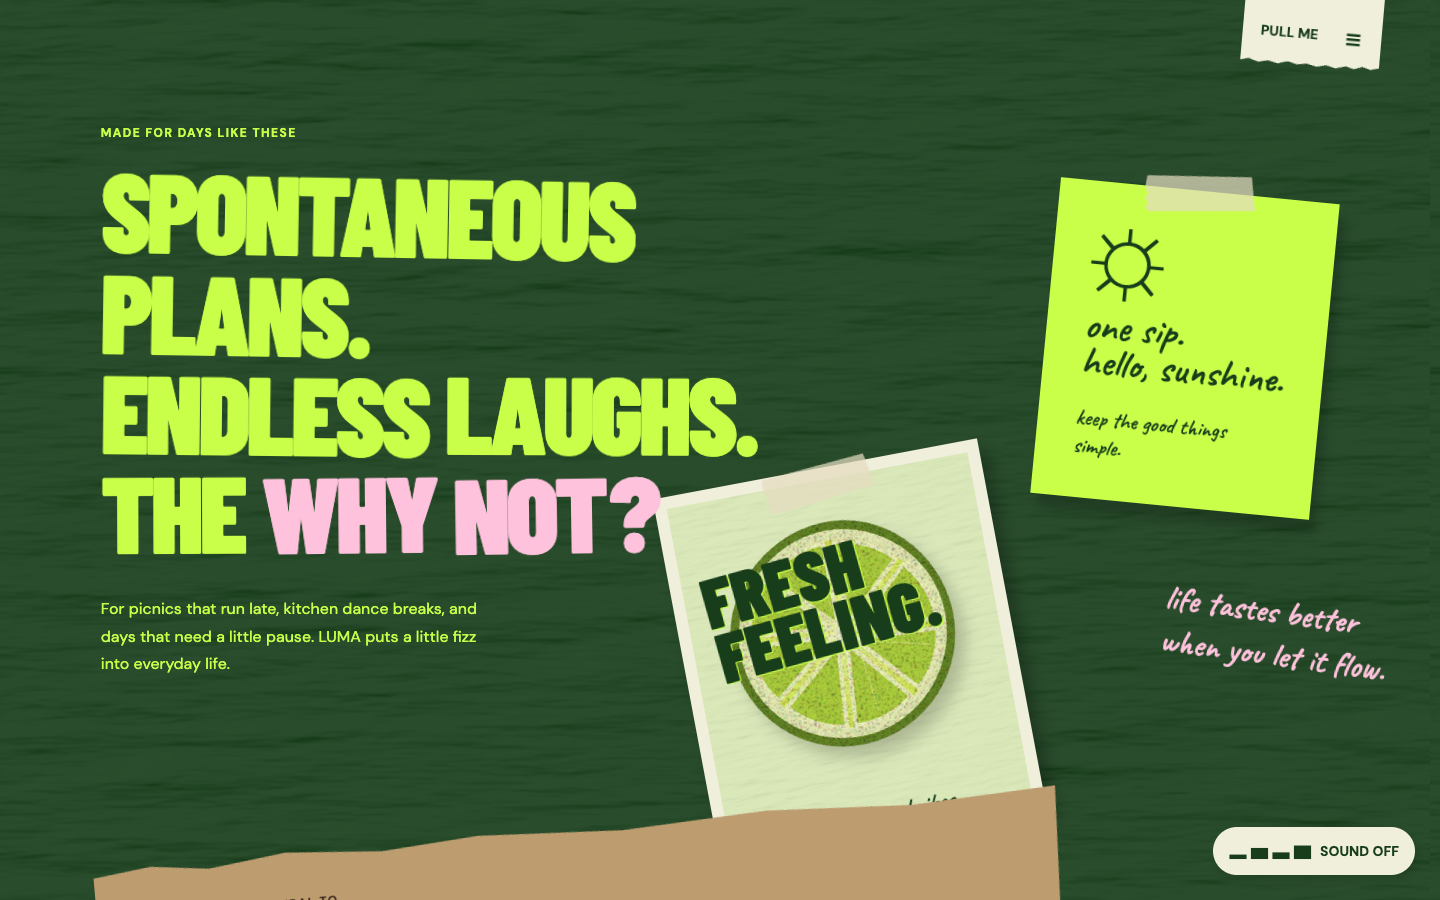 PULL ME
MADE FOR DAYS LIKE THESE
SPONTANEOUS
PLANS.
ENDLESS LAUGHS.
THE WHY NOT?
For picnics that run late, kitchen dance breaks, and
days that need a little pause. LUMA puts a little fizz
into everyday life.
one sip.
hello, sunshine.
keep the good things
simple.
FRESH
FEELING.
life tastes better
when you let it flow.
TO
SOUND OFF